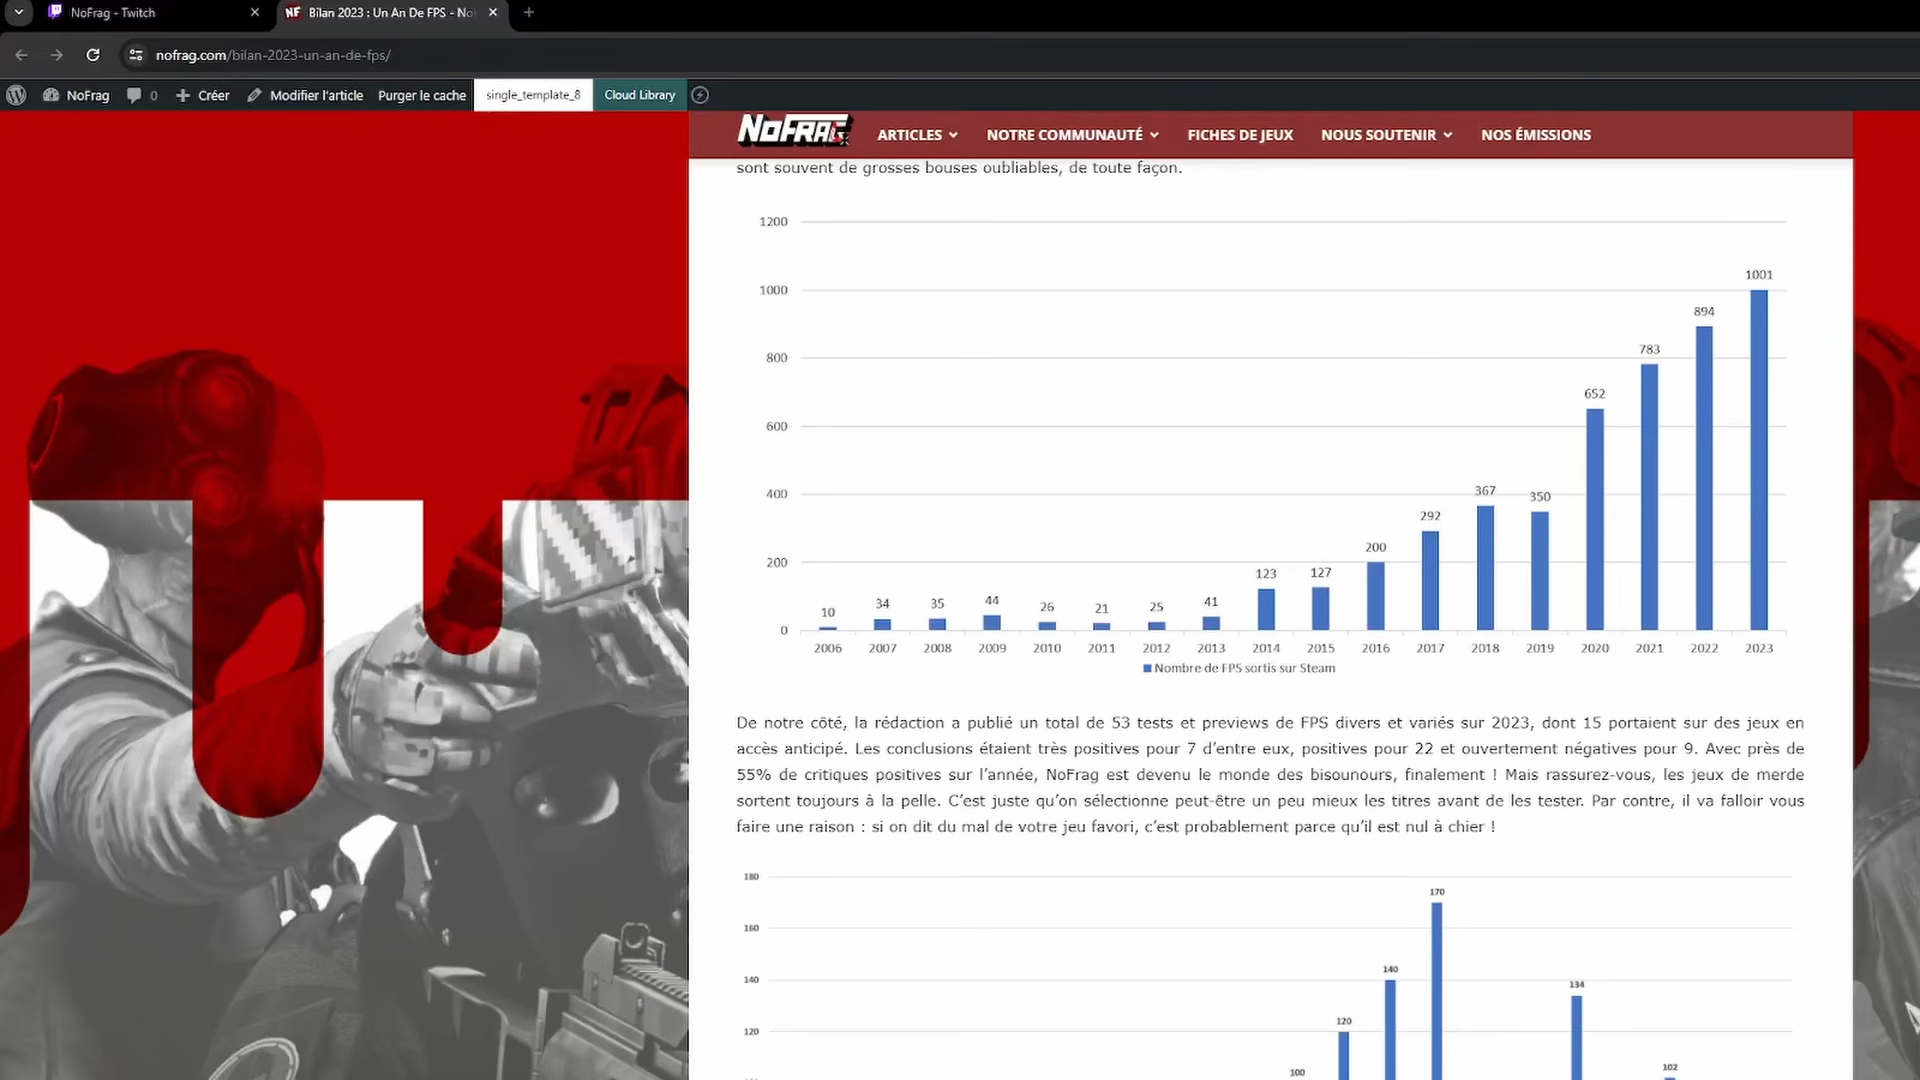 NoFrag - Twitch
Bilan 2023 : Un An De FPS - No
nofrag.com/bilan-2023-un-an-de-fps/
NoFrag 0 Créer Modifier l'article Purger le cache single_template_8 Cloud Library
NOFRAG ARTICLES NOTRE COMMUNAUTÉ FICHES DE JEUX NOUS SOUTENIR NOS ÉMISSIONS
sont souvent de grosses bouses oubliables, de toute façon.
1200
1001
1000
894
783
800
652
600
400
367
350
292
200
200
123
127
10
34
35
44
26
21
25
41
0
2006 2007 2008 2009 2010 2011 2012 2013 2014 2015 2016 2017 2018 2019 2020 2021 2022 2023
Nombre de FPS sortis sur Steam
De notre côté, la rédaction a publié un total de 53 tests et previews de FPS divers et variés sur 2023, dont 15 portaient sur des jeux en
accès anticipé. Les conclusions étaient très positives pour 7 d'entre eux, positives pour 22 et ouvertement négatives pour 9. Avec près de
55% de critiques positives sur l'année, NoFrag est devenu le monde des bisounours, finalement ! Mais rassurez-vous, les jeux de merde
sortent toujours à la pelle. C'est juste qu'on sélectionne peut-être un peu mieux les titres avant de les tester. Par contre, il va falloir vous
faire une raison : si on dit du mal de votre jeu favori, c'est probablement parce qu'il est nul à chier !
180
170
160
140
140
134
120
120
100
102